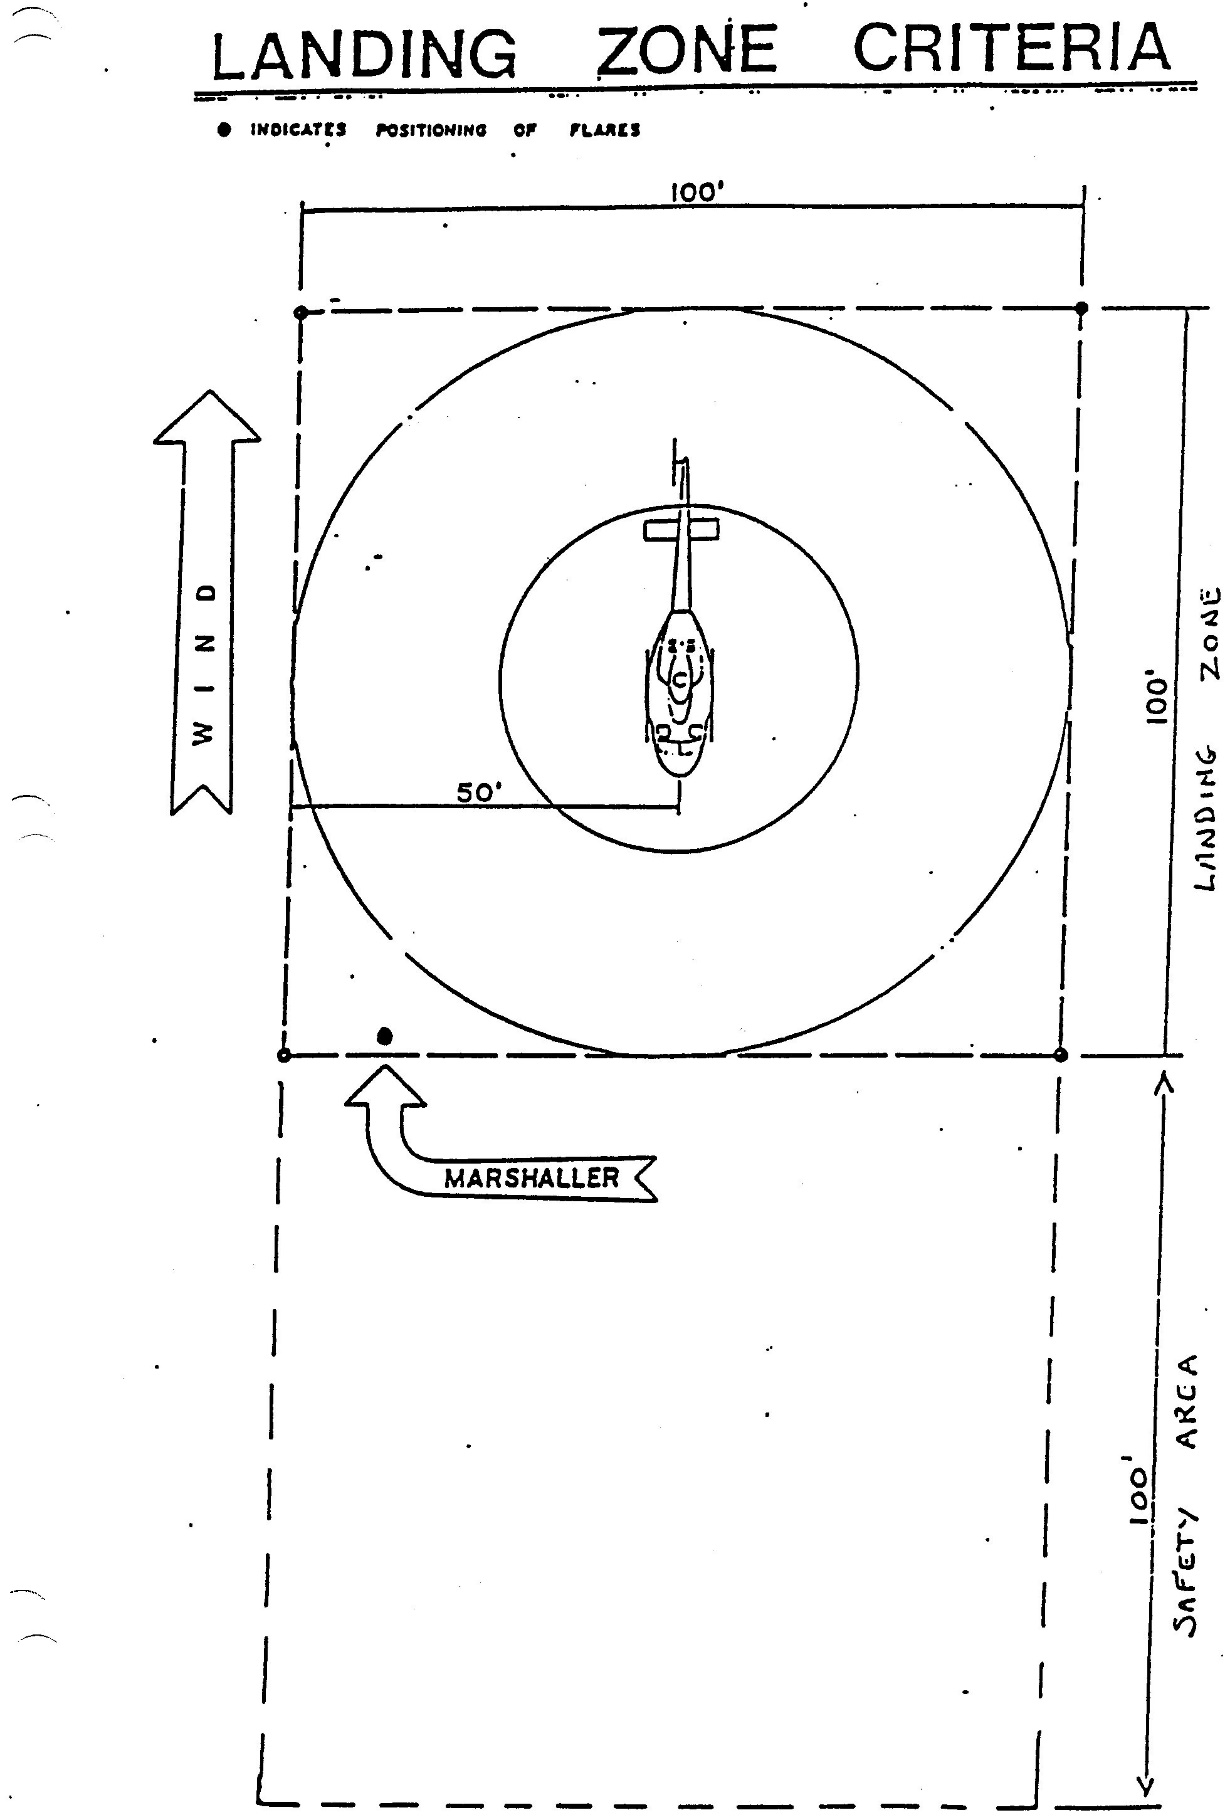 LANDING ZONE CRITERIA
● INDICATES POSITIONING OF FLARES
100'
WIND
50'
100'
LANDING ZONE
MARSHALLER
100'
SAFETY AREA